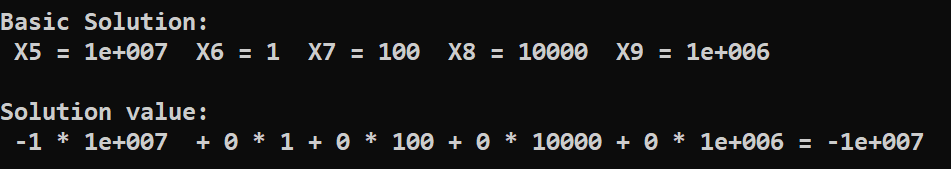 Basic Solution:
X5 = 1e+007  X6 = 1  X7 = 100  X8 = 10000  X9 = 1e+006
Solution value:
-1 * 1e+007  + 0 * 1 + 0 * 100 + 0 * 10000 + 0 * 1e+006 = -1e+007